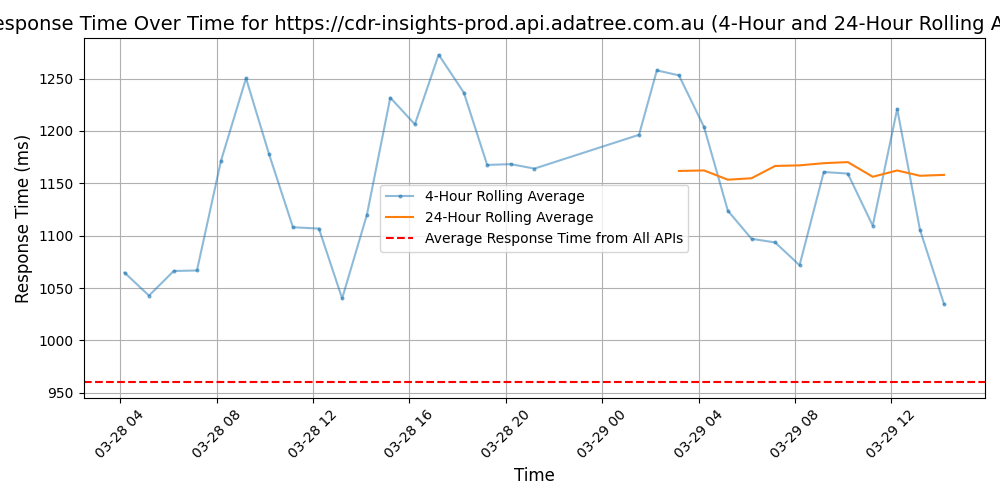 esponse Time Over Time for https://cdr-insights-prod.api.adatree.com.au (4-Hour and 24-Hour Rolling A
Response Time (ms)
1250
1200
1150
1100
1050
1000
950
4-Hour Rolling Average
24-Hour Rolling Average
Average Response Time from All APIs
03-28 04
03-28 08
03-28 12
03-28 16
03-28 20
03-29 00
03-29 04
03-29 08
03-29 12
Time